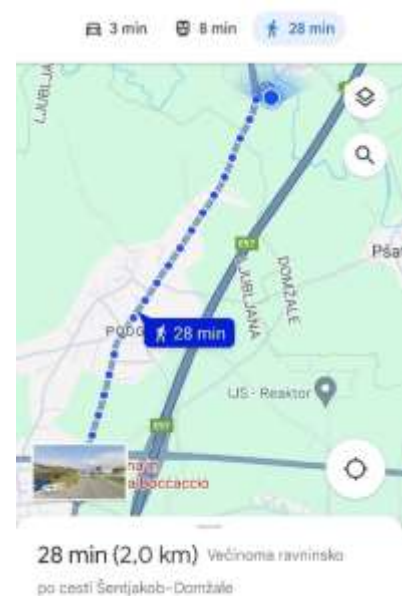 3 min
8 min
28 min
LJUBLJANA
E57
Pša
LJUBLJANA
DOMŽALE
PODG
28 min
IJS - Reaktor
E57
a Boccaccio
28 min (2,0 km) Večinoma ravninsko
po cesti Šentjakob-Domžale